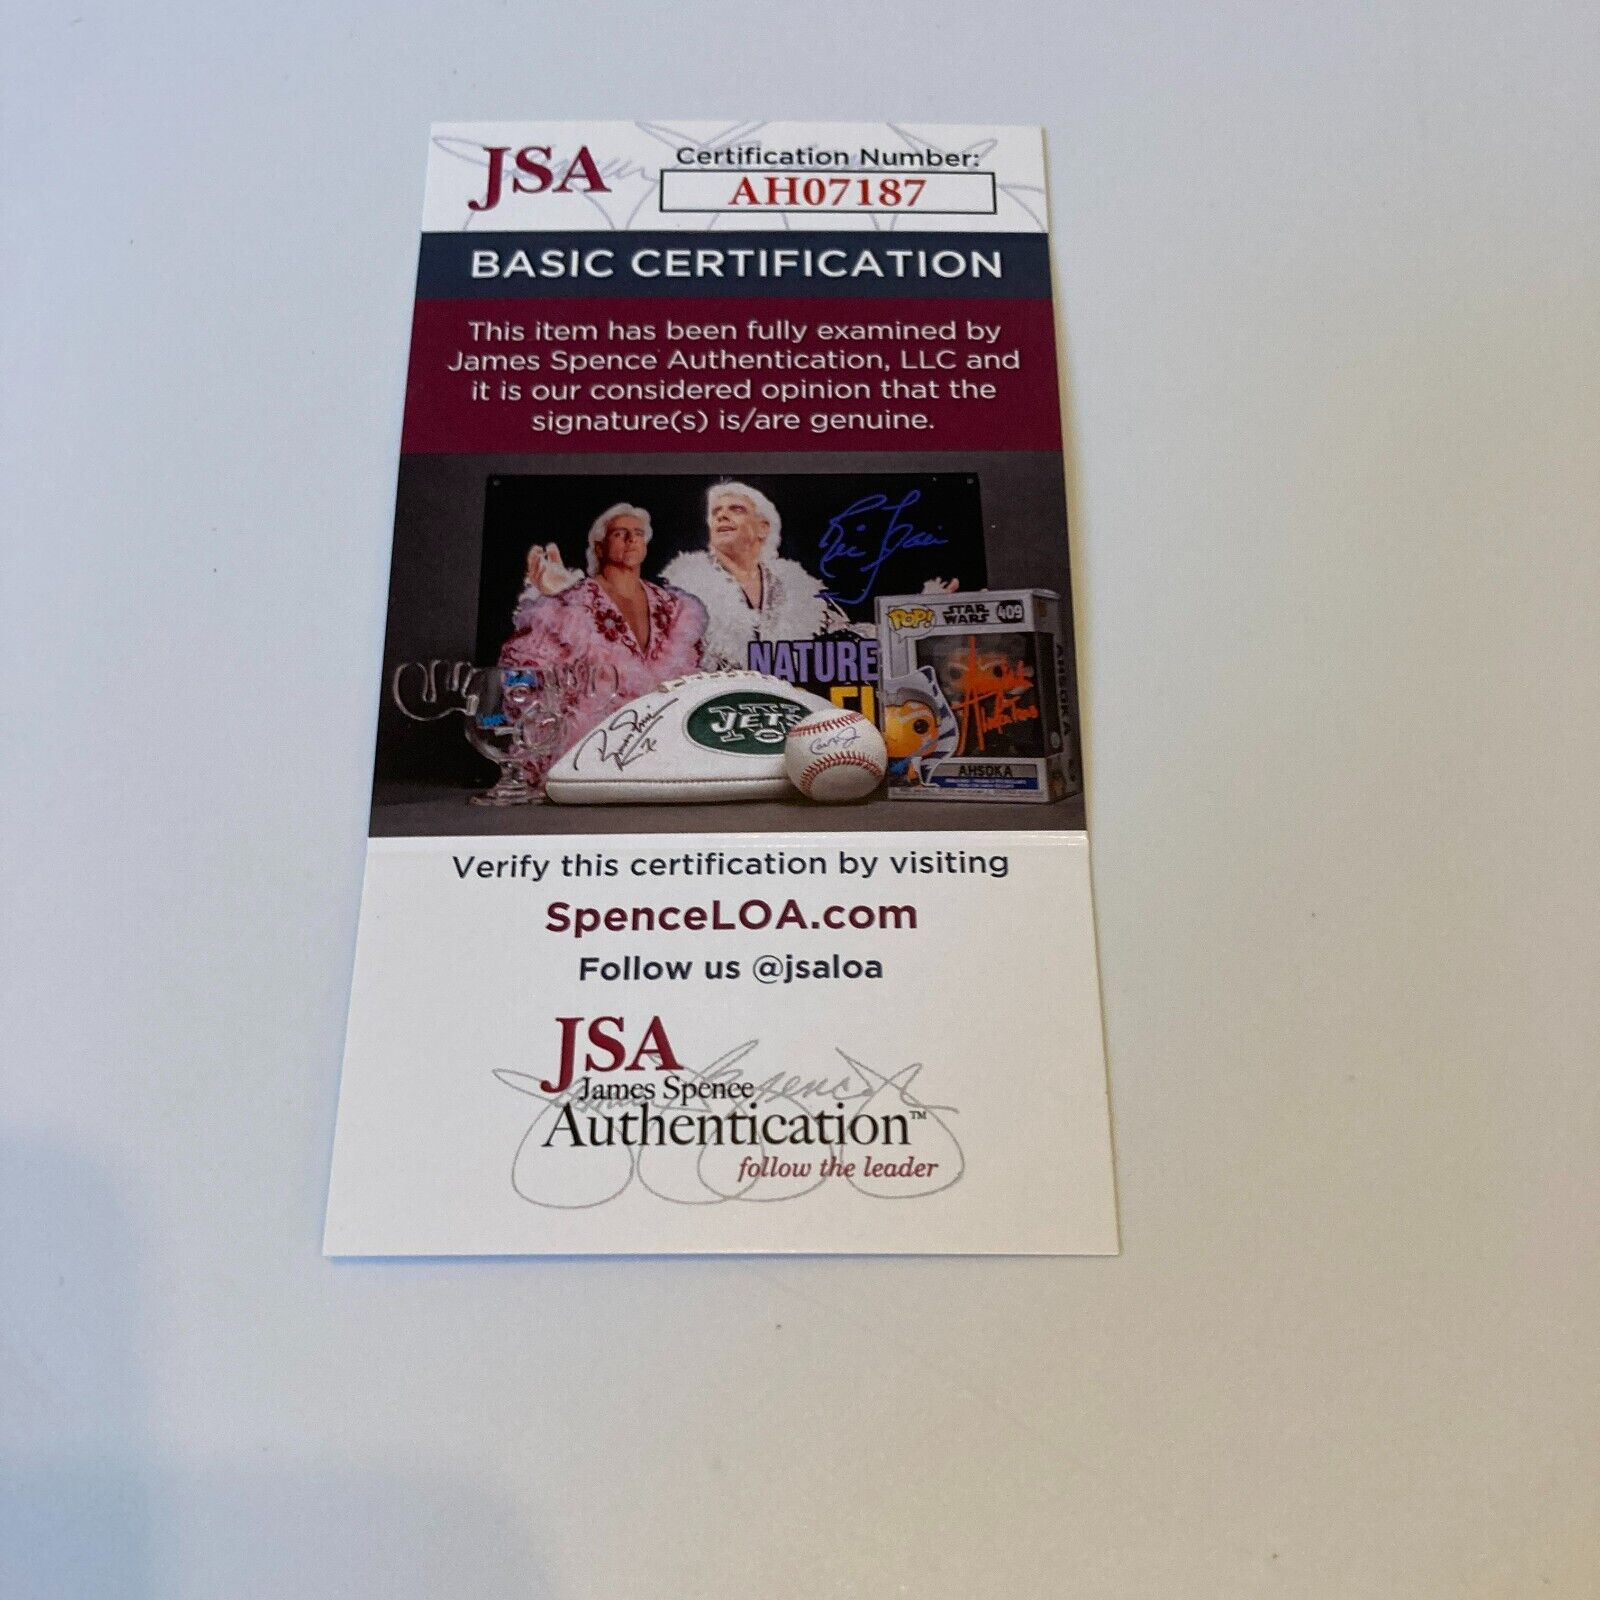 JSA
Certification Number:
AH07187
BASIC CERTIFICATION
This item has been fully examined by
James Spence Authentication, LLC and
it is our considered opinion that the
signature(s) is/are genuine.
POP!
STAR
WARS
409
NATURE
JETS
AHSOKA
AHSOKA
Verify this certification by visiting
SpenceLOA.com
Follow us @jsaloa
JSA
James Spence
Authentication™
follow the leader